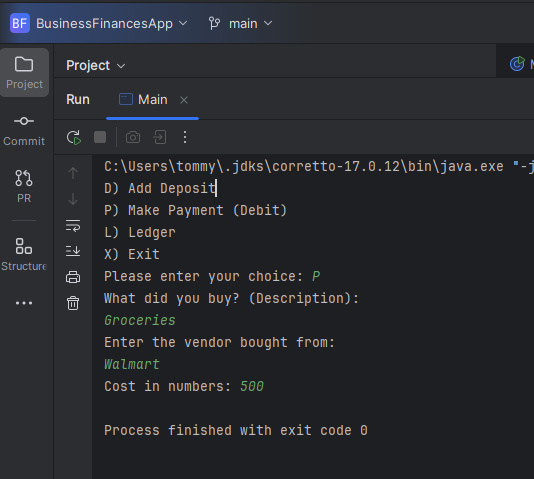 BF BusinessFinancesApp main
Project
Project
Run Main
Commit
PR
Structure
C:\Users\tommy\.jdks\corretto-17.0.12\bin\java.exe "-j
D) Add Deposit
P) Make Payment (Debit)
L) Ledger
X) Exit
Please enter your choice: P
What did you buy? (Description):
Groceries
Enter the vendor bought from:
Walmart
Cost in numbers: 500
Process finished with exit code 0